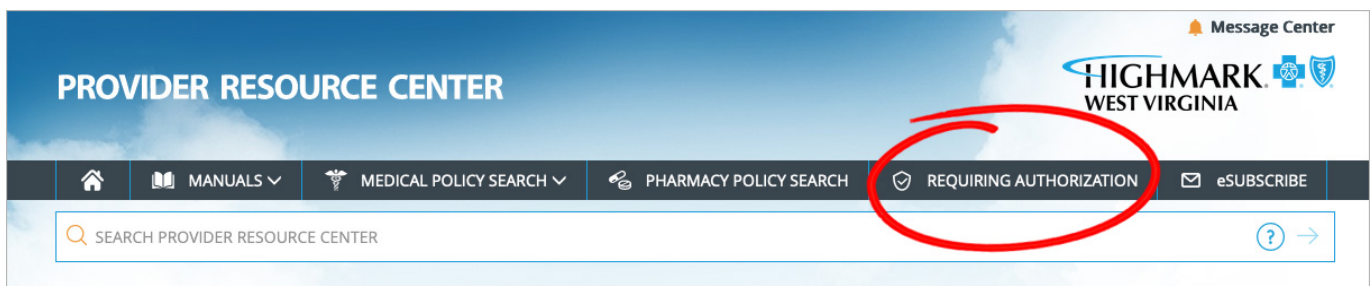 Message Center
PROVIDER RESOURCE CENTER
HIGHMARK.
WEST VIRGINIA
MANUALS
MEDICAL POLICY SEARCH
PHARMACY POLICY SEARCH
REQUIRING AUTHORIZATION
eSUBSCRIBE
SEARCH PROVIDER RESOURCE CENTER
?